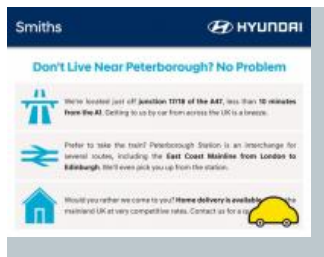 Smiths
HYUNDAI
Don't Live Near Peterborough? No Problem
We're located just off junction 17/18 of the A47, less than 10 minutes
from the A1. Getting to us by car from across the UK is a breeze.
Prefer to take the train? Peterborough Station is an interchange for
several routes, including the East Coast Mainline from London to
Edinburgh. We'll even pick you up from the station.
Would you rather we come to you? Home delivery is available the
mainland UK at very competitive rates. Contact us for a